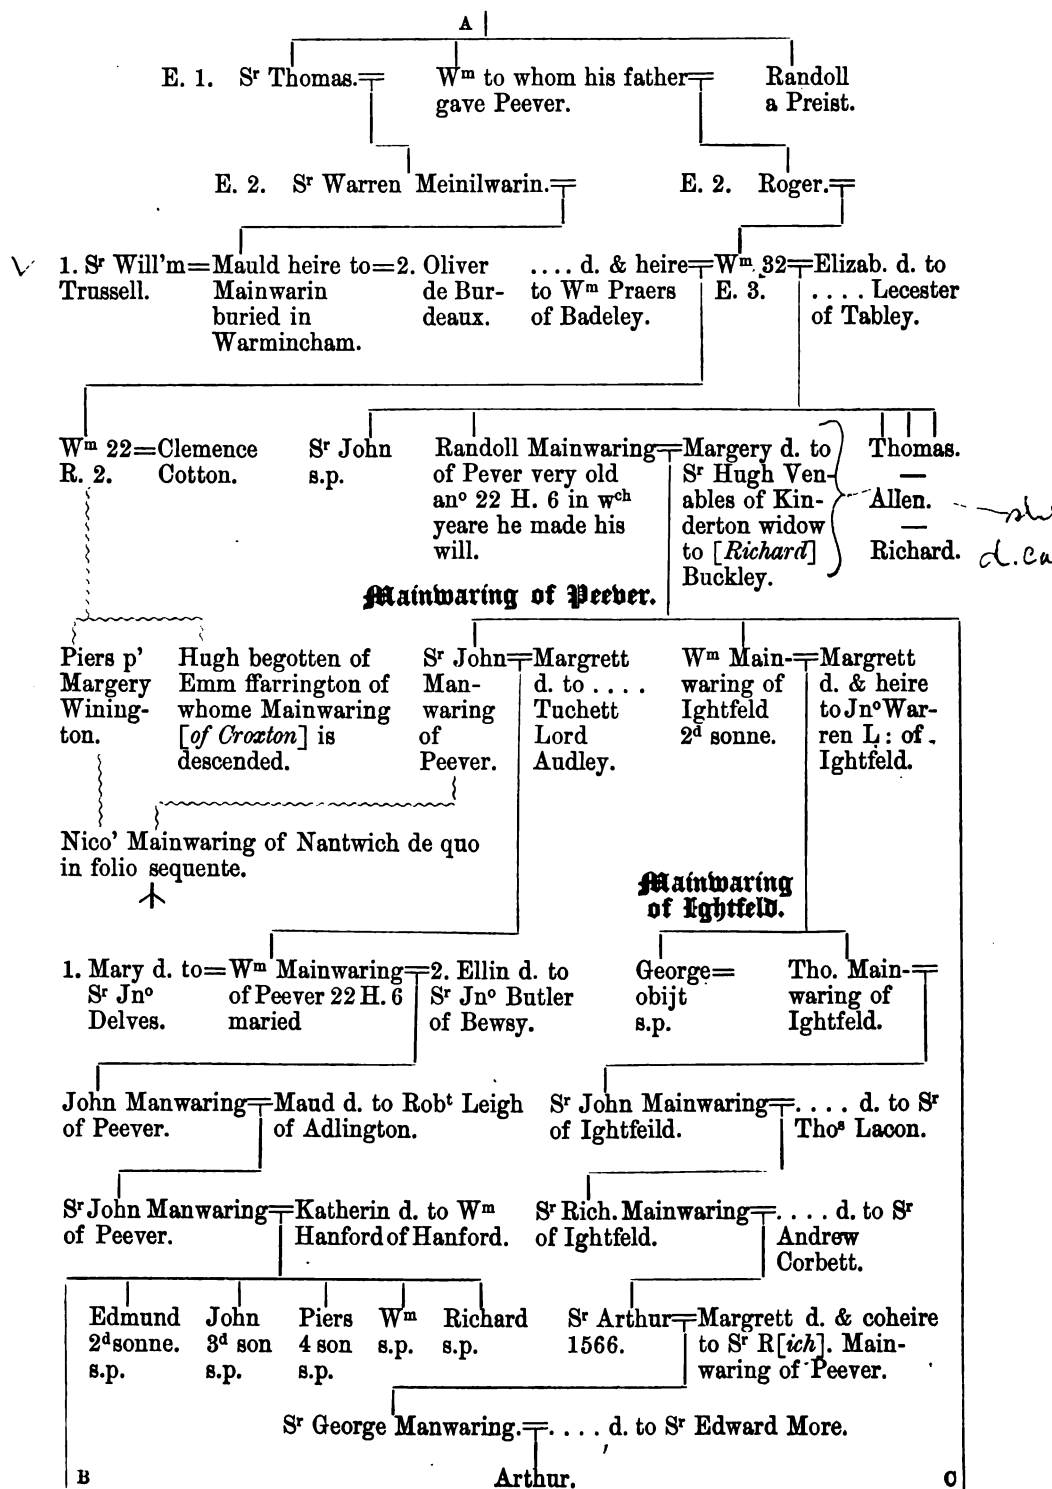 A
E. 1. Sʳ Thomas. Wᵐ to whom his father Randoll
gave Peever. a Preist.
E. 2. Sʳ Warren Meinilwarin. E. 2. Roger.
1. Sʳ Will'm = Mauld heire to = 2. Oliver .... d. & heire Wᵐ 32 Elizab. d. to
Trussell. Mainwarin de Bur- to Wᵐ Praers E. 3. .... Lecester
buried in deaux. of Badeley. of Tabley.
Warmincham.
Wᵐ 22 = Clemence Sʳ John Randoll Mainwaring Margery d. to Thomas.
R. 2. Cotton. s.p. of Pever very old Sʳ Hugh Ven- —
anᵒ 22 H. 6 in wᶜʰ ables of Kin- Allen.
yeare he made his derton widow —
will. to [Richard] Richard.
Buckley.
Mainwaring of Peever.
Piers p' Hugh begotten of Sʳ John Margrett Wᵐ Main- Margrett
Margery Emm ffarrington of Man- d. to .... waring of d. & heire
Wining- whome Mainwaring waring Tuchett Ightfeld to Jnᵒ War-
ton. [of Croxton] is of Lord 2ᵈ sonne. ren L: of
descended. Peever. Audley. Ightfeld.
Nico' Mainwaring of Nantwich de quo
in folio sequente.
Mainwaring
of Ightfeld.
1. Mary d. to = Wᵐ Mainwaring 2. Ellin d. to George = Tho. Main-
Sʳ Jnᵒ of Peever 22 H. 6 Sʳ Jnᵒ Butler obijt waring of
Delves. maried of Bewsy. s.p. Ightfeld.
John Manwaring Maud d. to Robᵗ Leigh Sʳ John Mainwaring .... d. to Sʳ
of Peever. of Adlington. of Ightfeild. Thoˢ Lacon.
Sʳ John Manwaring Katherin d. to Wᵐ Sʳ Rich. Mainwaring .... d. to Sʳ
of Peever. Hanford of Hanford. of Ightfeld. Andrew
Corbett.
Edmund John Piers Wᵐ Richard Sʳ Arthur Margrett d. & coheire
2ᵈ sonne. 3ᵈ son 4 son s.p. s.p. 1566. to Sʳ R[ich]. Main-
s.p. s.p. s.p. waring of Peever.
Sʳ George Manwaring. .... d. to Sʳ Edward More.
B Arthur. C